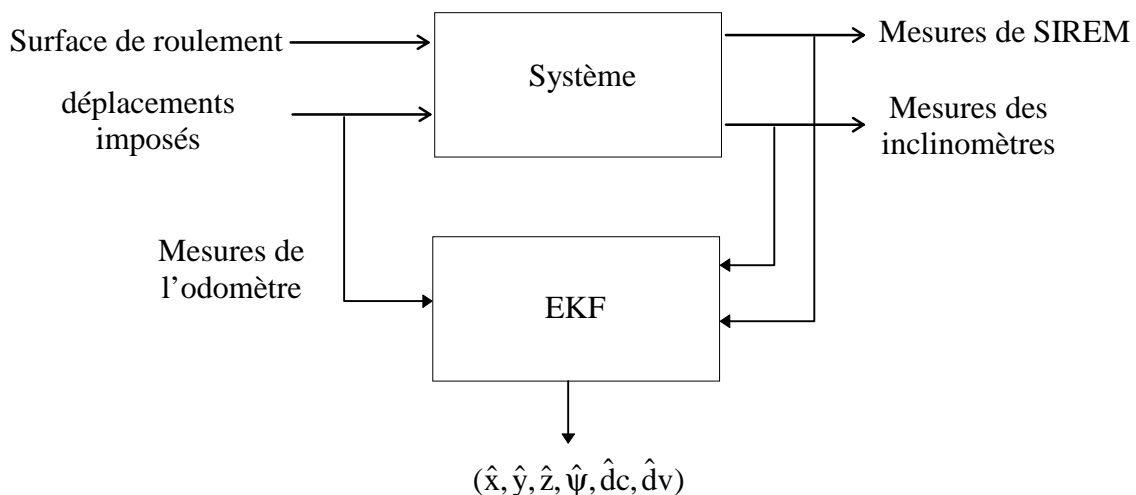 Surface de roulement
déplacements
imposés
Système
Mesures de SIREM
Mesures des
inclinomètres
Mesures de
l’odomètre
EKF
(x̂, ŷ, ẑ, ψ̂, d̂c, d̂v)